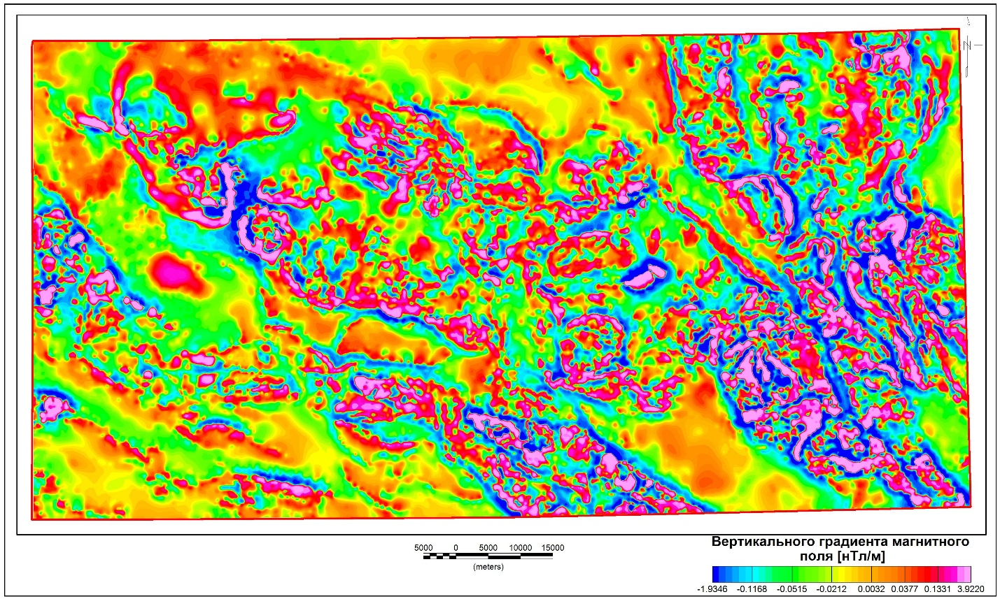 N
5000 0 5000 10000 15000
(meters)
Вертикального градиента магнитного
поля [нТл/м]
-1.9346 -0.1168 -0.0515 -0.0212 0.0032 0.0377 0.1331 3.9220